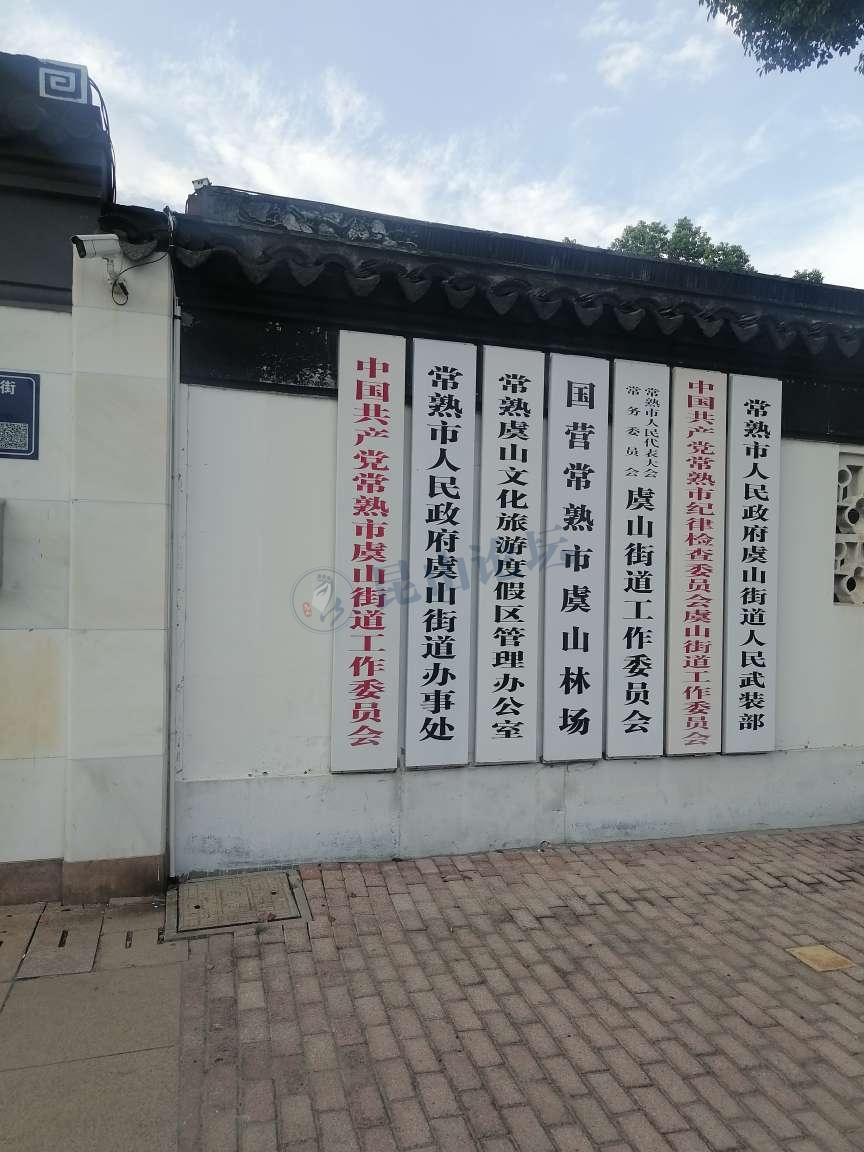 街
中国共产党常熟市虞山街道工作委员会
常熟市人民政府虞山街道办事处
常熟虞山文化旅游度假区管理办公室
国营常熟市虞山林场
常熟市人民代表大会
常务委员会
虞山街道工作委员会
中国共产党常熟市纪律检查委员会虞山街道工作委员会
常熟市人民政府虞山街道人民武装部
昆山论坛